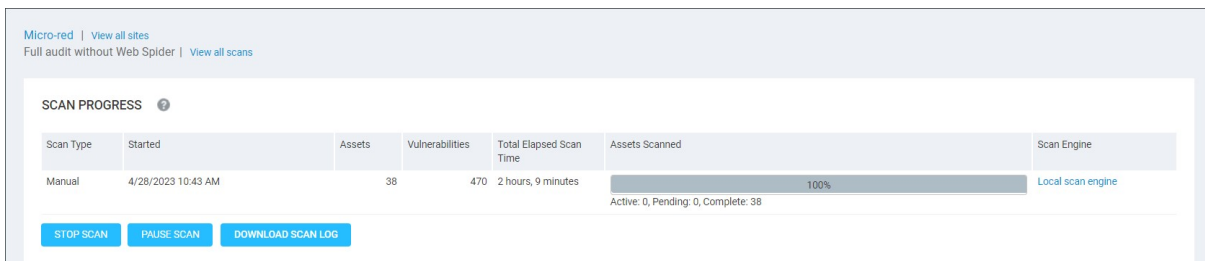 Micro-red | View all sites
Full audit without Web Spider | View all scans
SCAN PROGRESS ?
Scan Type Started Assets Vulnerabilities Total Elapsed Scan Time Assets Scanned Scan Engine
Manual 4/28/2023 10:43 AM 38 470 2 hours, 9 minutes 100% Local scan engine
Active: 0, Pending: 0, Complete: 38
STOP SCAN PAUSE SCAN DOWNLOAD SCAN LOG